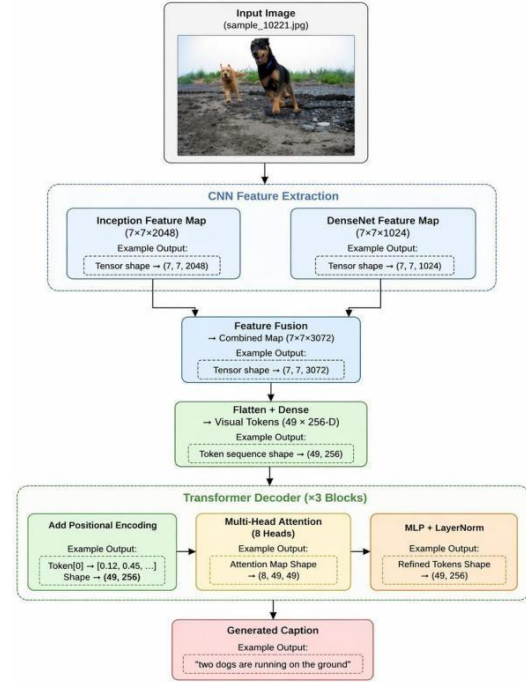 Input Image
(sample_10221.jpg)
CNN Feature Extraction
Inception Feature Map
(7×7×2048)
Example Output:
Tensor shape → (7, 7, 2048)
DenseNet Feature Map
(7×7×1024)
Example Output:
Tensor shape → (7, 7, 1024)
Feature Fusion
→ Combined Map (7×7×3072)
Example Output:
Tensor shape → (7, 7, 3072)
Flatten + Dense
→ Visual Tokens (49 × 256-D)
Example Output:
Token sequence shape → (49, 256)
Transformer Decoder (×3 Blocks)
Add Positional Encoding
Example Output:
Token[0] → [0.12, 0.45, ...]
Shape → (49, 256)
Multi-Head Attention
(8 Heads)
Example Output:
Attention Map Shape
→ (8, 49, 49)
MLP + LayerNorm
Example Output:
Refined Tokens Shape
→ (49, 256)
Generated Caption
Example Output:
"two dogs are running on the ground"